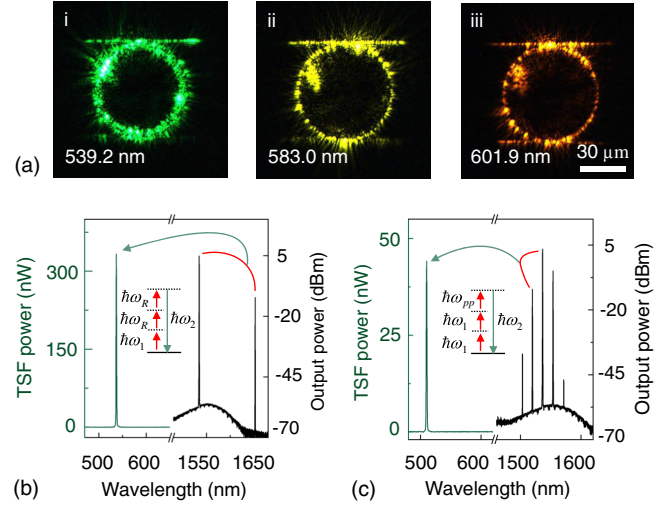 i
ii
iii
539.2 nm
583.0 nm
601.9 nm
30 µm
(a)
TSF power (nW)
300
150
0
500
600
1550
1650
Wavelength (nm)
5
-20
-45
-70
Output power (dBm)
ℏω_R
ℏω_R
ℏω_1
ℏω_2
(b)
TSF power (nW)
50
25
0
500
600
1500
1600
Wavelength (nm)
5
-20
-45
-70
Output power (dBm)
ℏω_pp
ℏω_1
ℏω_1
ℏω_2
(c)